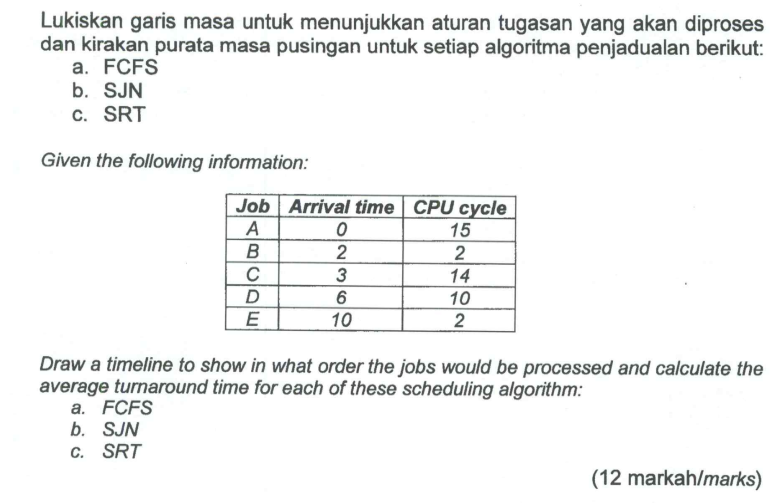 Lukiskan garis masa untuk menunjukkan aturan tugasan yang akan diproses
dan kirakan purata masa pusingan untuk setiap algoritma penjadualan berikut:
a. FCFS
b. SJN
c. SRT
Given the following information:
Job Arrival time CPU cycle
A 0 15
B 2 2
C 3 14
D 6 10
E 10 2
Draw a timeline to show in what order the jobs would be processed and calculate the
average turnaround time for each of these scheduling algorithm:
a. FCFS
b. SJN
c. SRT
(12 markah/marks)